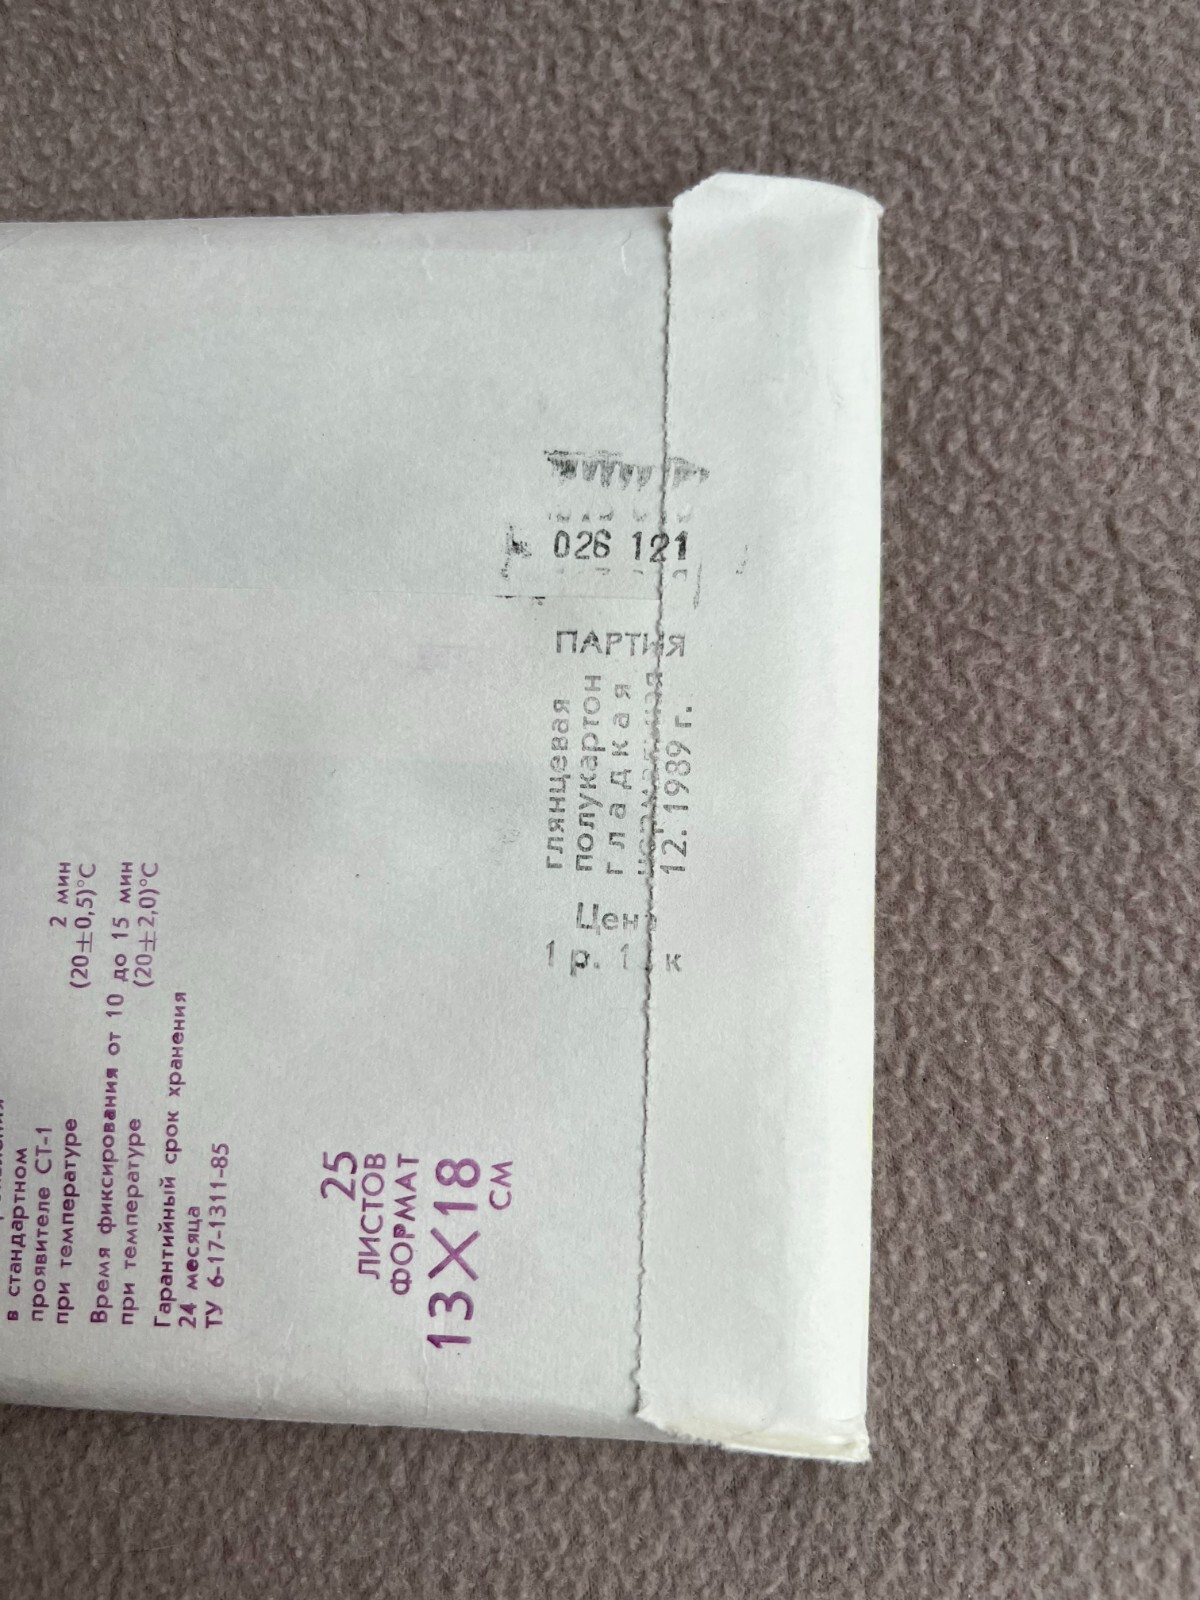 в стандартном
проявителе СТ-1
при температуре
2 мин
(20±0,5)°С
Время фиксирования от 10 до 15 мин
при температуре
(20±2,0)°С
Гарантийный срок хранения
24 месяца
ТУ 6-17-1311-85
25
ЛИСТОВ
ФОРМАТ
13×18
СМ
026 121
ПАРТИЯ
глянцевая
полукартон
гладкая
нормальная
12. 1989 г.
1 р.
к